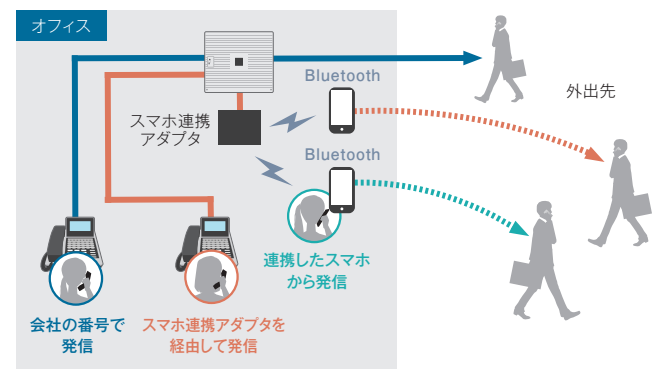 オフィス
Bluetooth
外出先
スマホ連携
アダプタ
Bluetooth
連携したスマホ
から発信
会社の番号で
発信
スマホ連携アダプタを
経由して発信